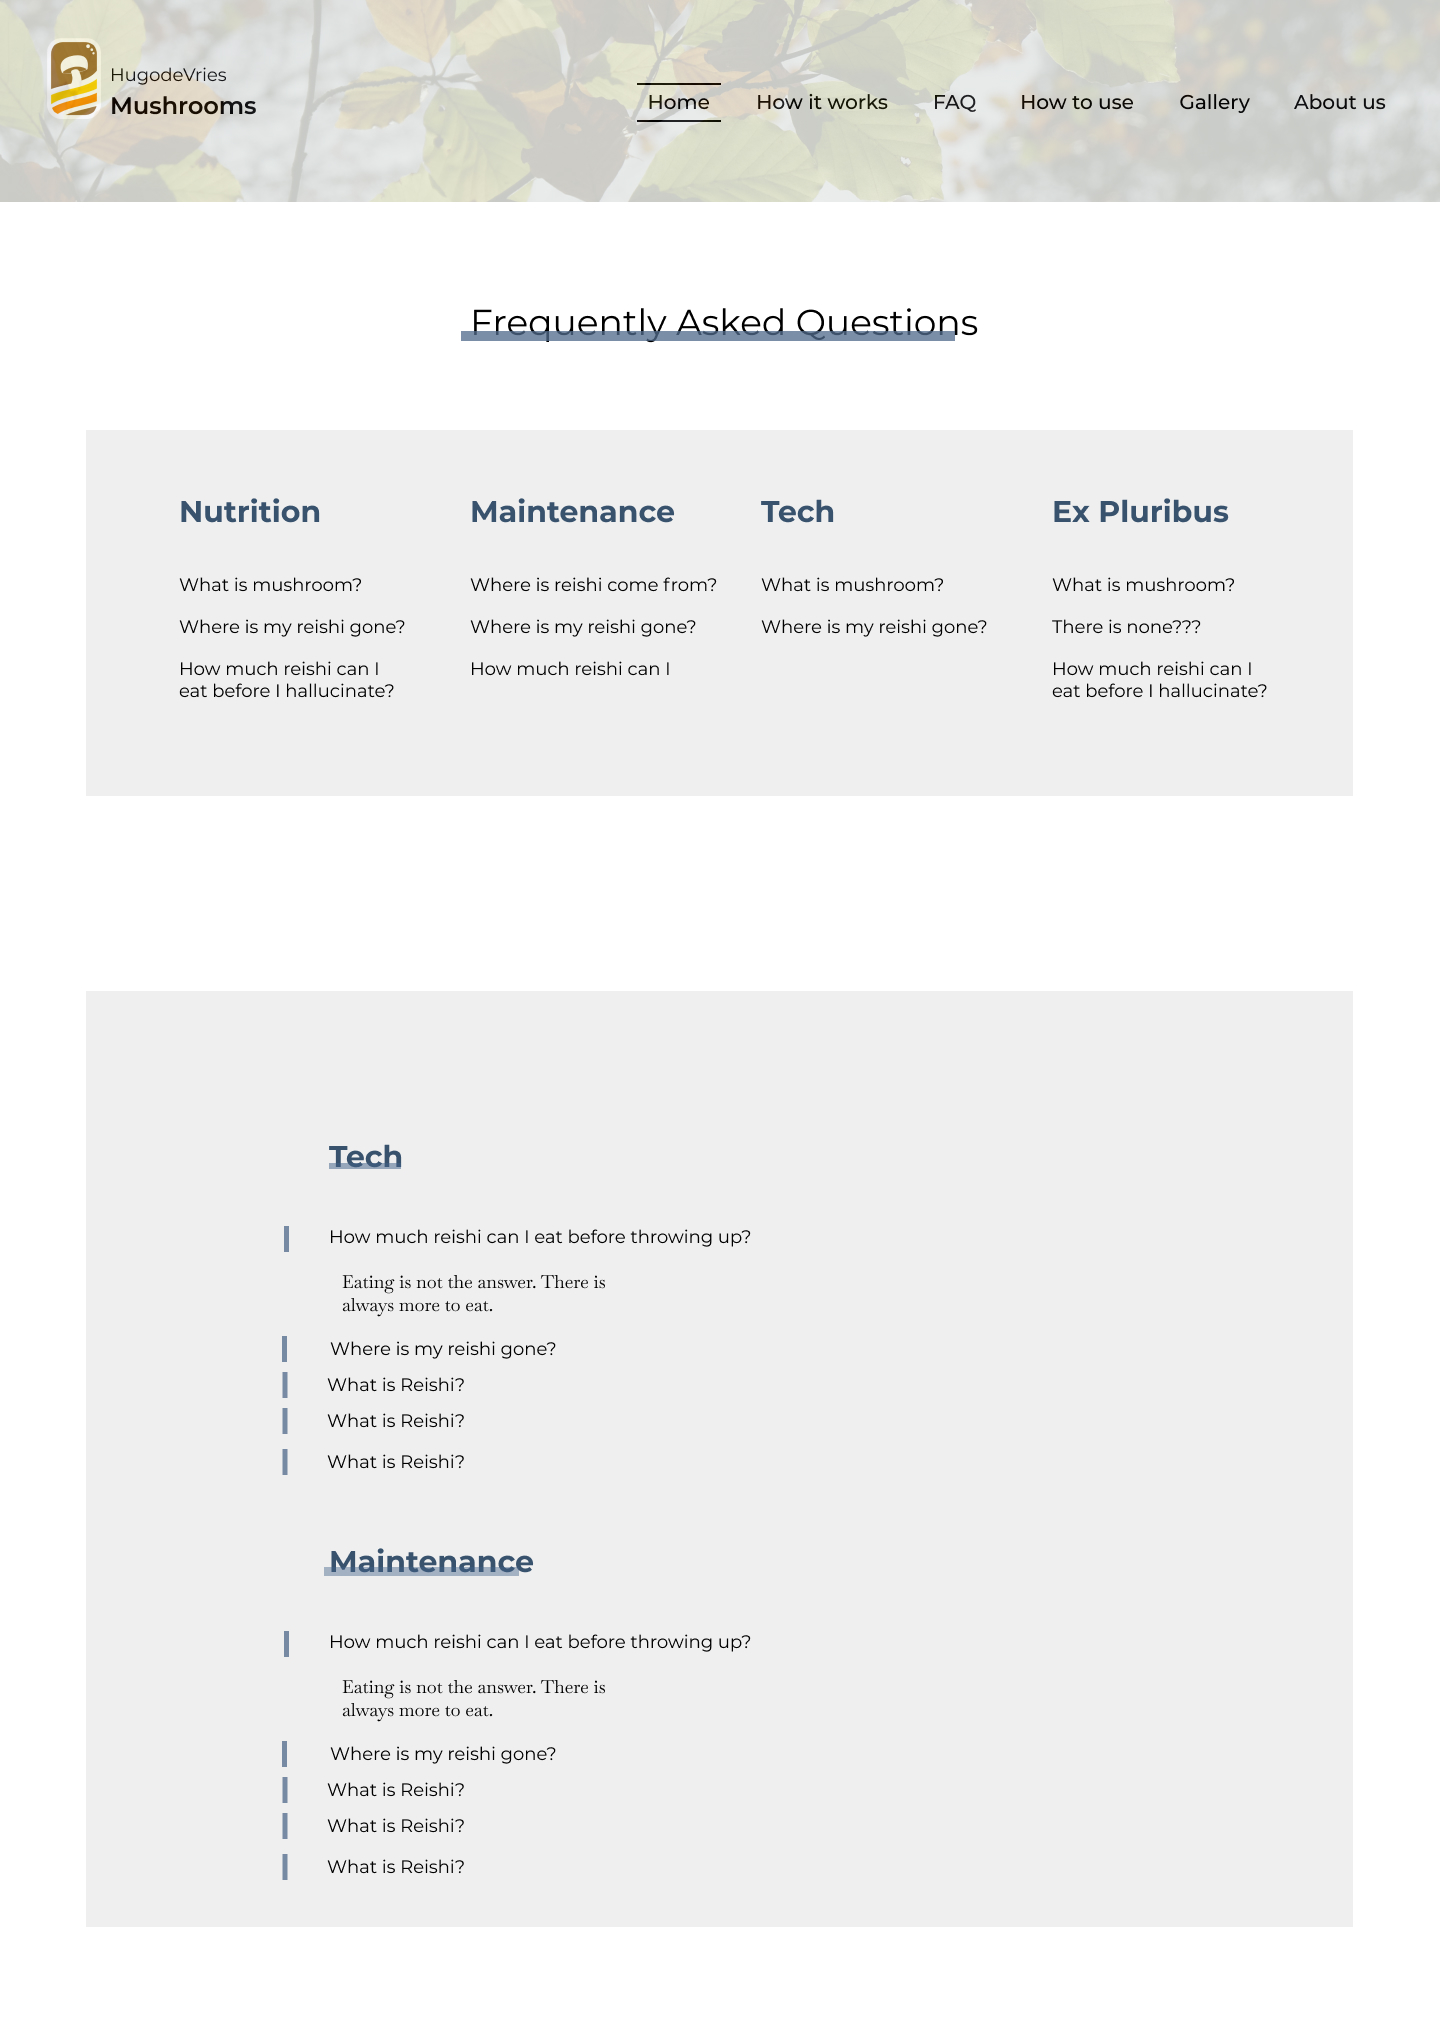 HugodeVries
Mushrooms
Home
How it works
FAQ
How to use
Gallery
About us
Frequently Asked Questions
Nutrition
What is mushroom?
Where is my reishi gone?
How much reishi can I
eat before I hallucinate?
Maintenance
Where is reishi come from?
Where is my reishi gone?
How much reishi can I
Tech
What is mushroom?
Where is my reishi gone?
Ex Pluribus
What is mushroom?
There is none???
How much reishi can I
eat before I hallucinate?
Tech
How much reishi can I eat before throwing up?
Eating is not the answer. There is
always more to eat.
Where is my reishi gone?
What is Reishi?
What is Reishi?
What is Reishi?
Maintenance
How much reishi can I eat before throwing up?
Eating is not the answer. There is
always more to eat.
Where is my reishi gone?
What is Reishi?
What is Reishi?
What is Reishi?